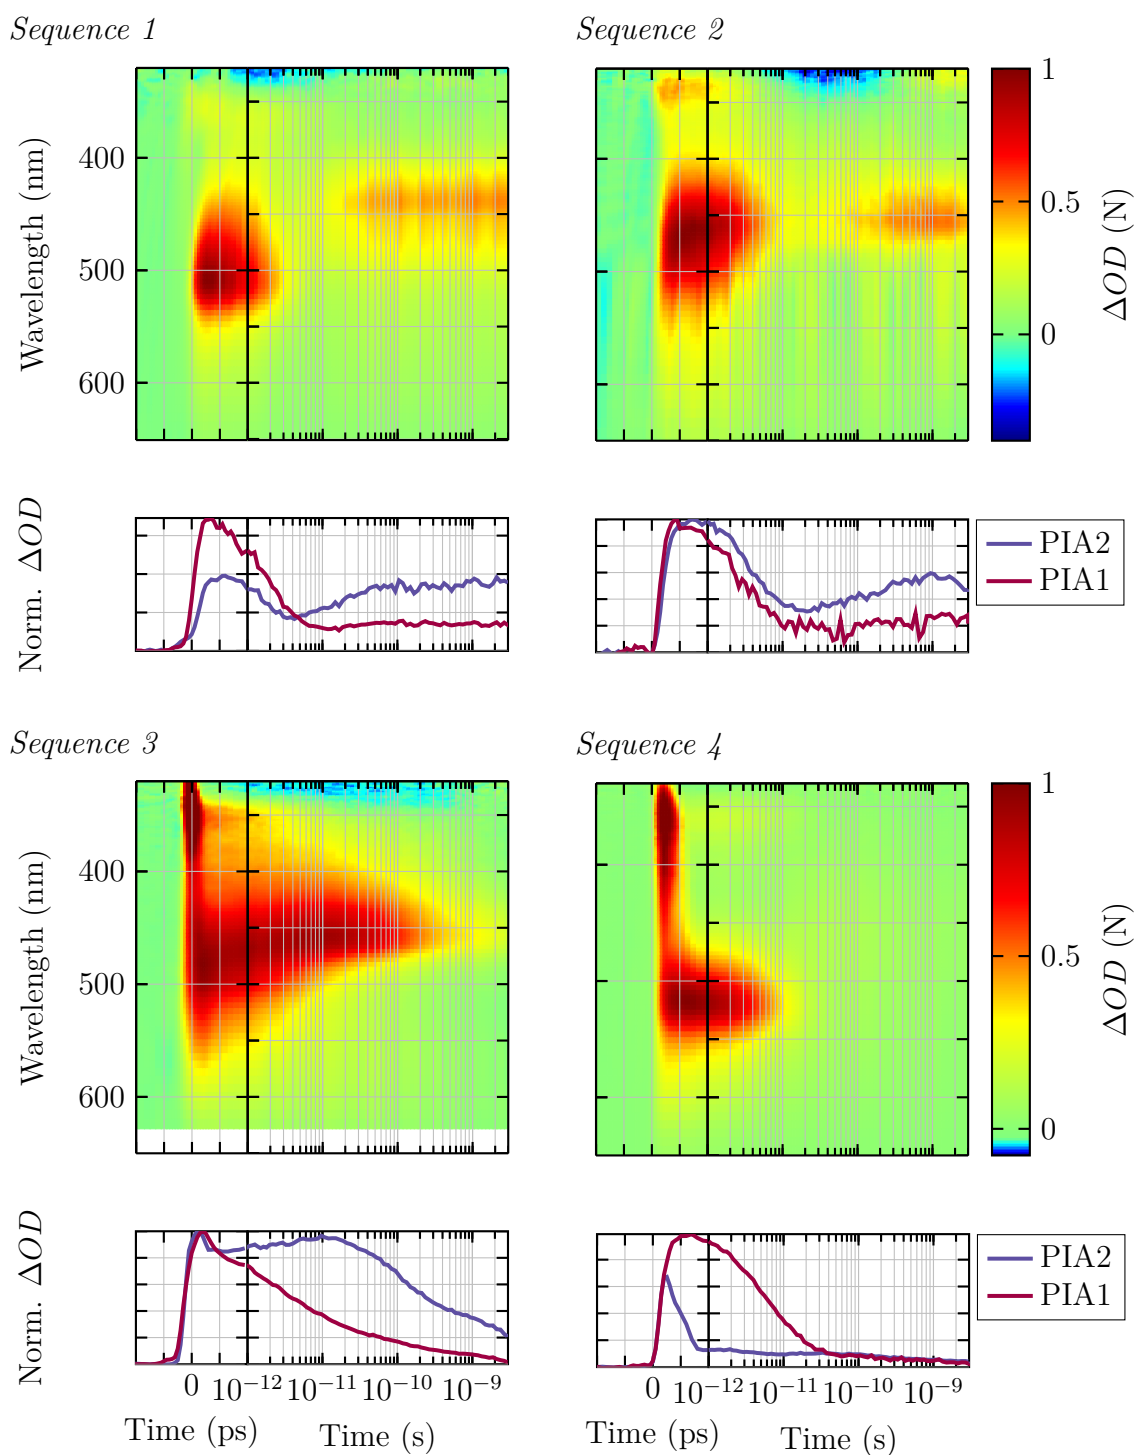 Sequence 1
Sequence 2
Wavelength (nm)
400
500
600
1
0.5
0
ΔOD (N)
Norm. ΔOD
PIA2
PIA1
Sequence 3
Sequence 4
Wavelength (nm)
400
500
600
1
0.5
0
ΔOD (N)
Norm. ΔOD
PIA2
PIA1
0 10⁻¹² 10⁻¹¹ 10⁻¹⁰ 10⁻⁹
0 10⁻¹² 10⁻¹¹ 10⁻¹⁰ 10⁻⁹
Time (ps) Time (s)
Time (ps) Time (s)